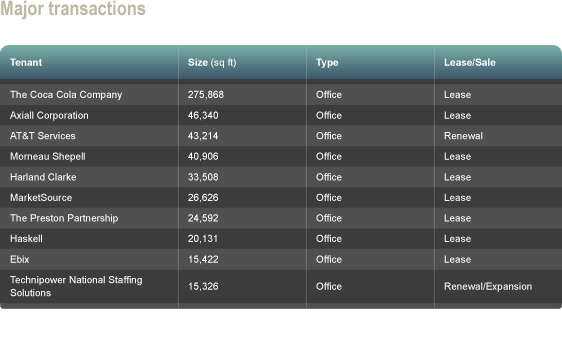 Major transactions
Tenant Size (sq ft) Type Lease/Sale
The Coca Cola Company 275,868 Office Lease
Axiall Corporation 46,340 Office Lease
AT&T Services 43,214 Office Renewal
Morneau Shepell 40,906 Office Lease
Harland Clarke 33,508 Office Lease
MarketSource 26,626 Office Lease
The Preston Partnership 24,592 Office Lease
Haskell 20,131 Office Lease
Ebix 15,422 Office Lease
Technipower National Staffing
Solutions 15,326 Office Renewal/Expansion